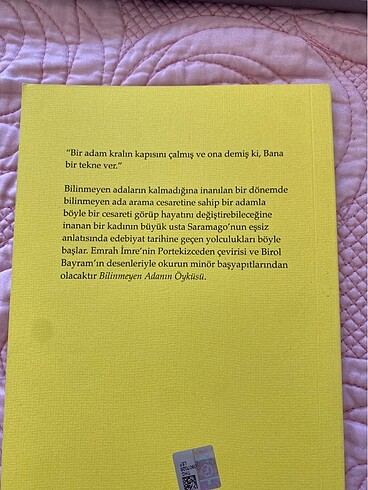 “Bir adam kralın kapısını çalmış ve ona demiş ki, Bana
bir tekne ver.”
Bilinmeyen adaların kalmadığına inanılan bir dönemde
bilinmeyen ada arama cesaretine sahip bir adamla
böyle bir cesareti görüp hayatını değiştirebileceğine
inanan bir kadının büyük usta Saramago’nun eşsiz
anlatısında edebiyat tarihine geçen yolculukları böyle
başlar. Emrah İmre’nin Portekizceden çevirisi ve Birol
Bayram’ın desenleriyle okurun minör başyapıtlarından
olacaktır Bilinmeyen Adanın Öyküsü.